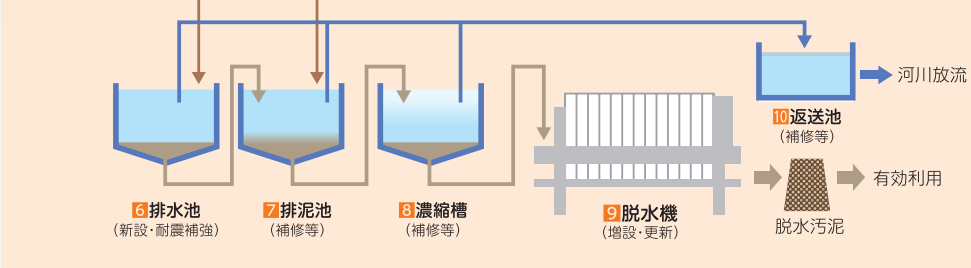 河川放流
10 返送池
(補修等)
有効利用
脱水汚泥
6 排水池
(新設・耐震補強)
7 排泥池
(補修等)
8 濃縮槽
(補修等)
9 脱水機
(増設・更新)